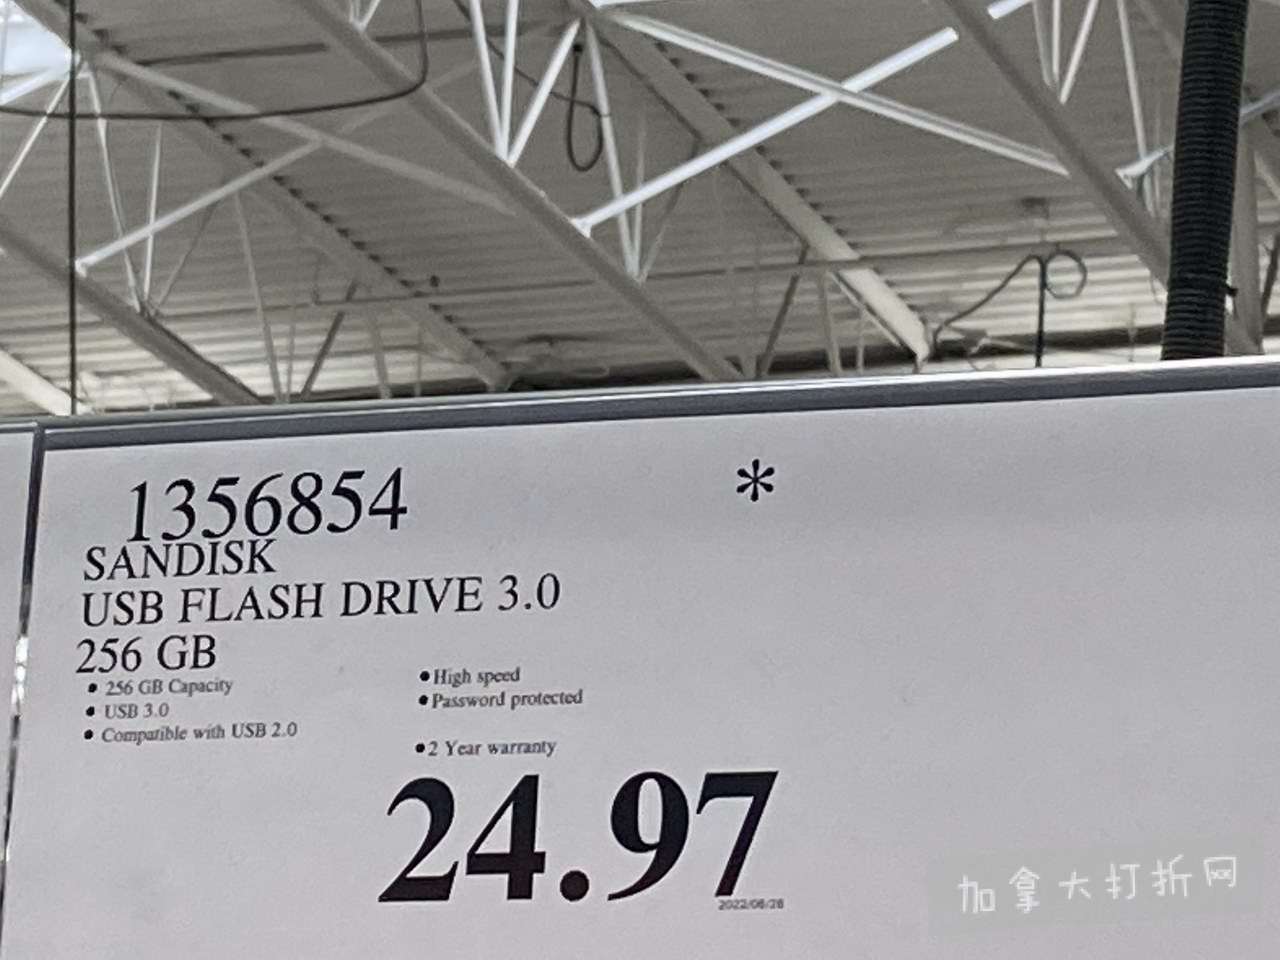 1356854
*
SANDISK
USB FLASH DRIVE 3.0
256 GB
• 256 GB Capacity
• USB 3.0
• Compatible with USB 2.0
• High speed
• Password protected
• 2 Year warranty
24.97
2022/06/28
加拿大打折网